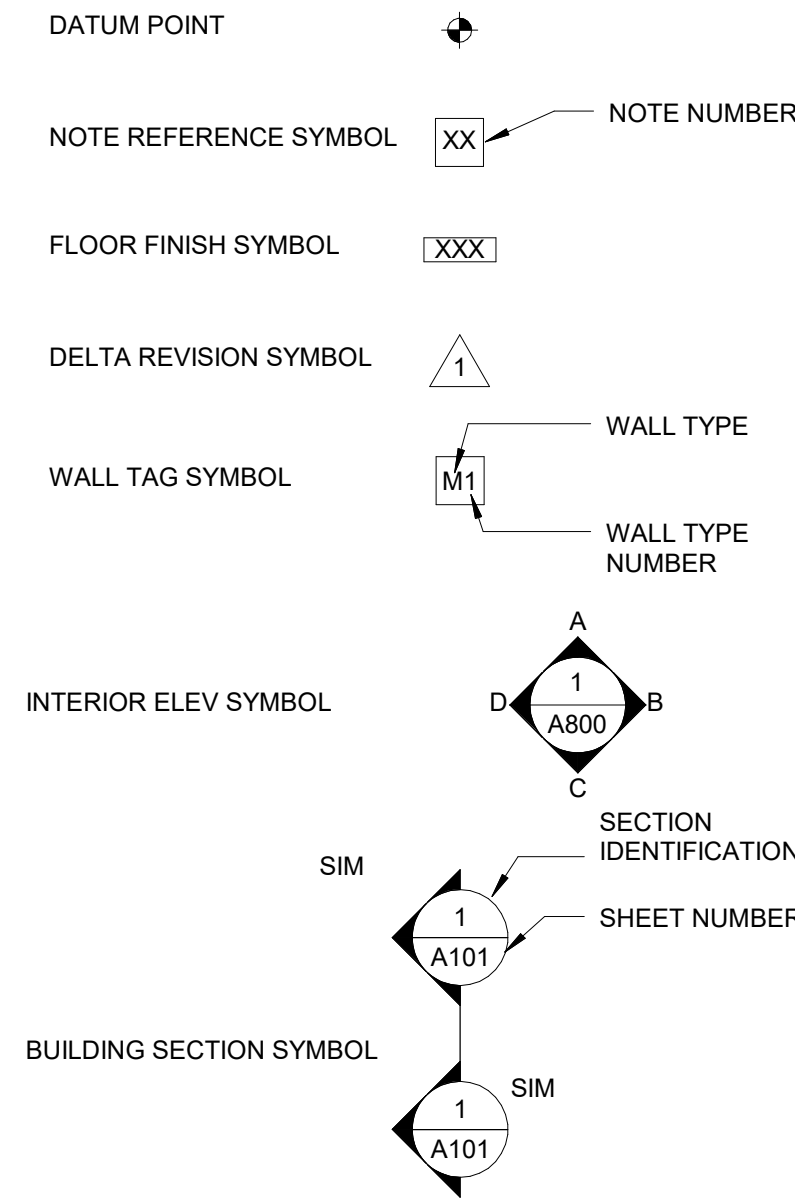 DATUM POINT
NOTE REFERENCE SYMBOL
XX
NOTE NUMBER
FLOOR FINISH SYMBOL
XXX
DELTA REVISION SYMBOL
1
WALL TAG SYMBOL
M1
WALL TYPE
WALL TYPE
NUMBER
INTERIOR ELEV SYMBOL
A
D
1
A800
B
C
SIM
1
A101
SECTION
IDENTIFICATION
SHEET NUMBER
BUILDING SECTION SYMBOL
SIM
1
A101